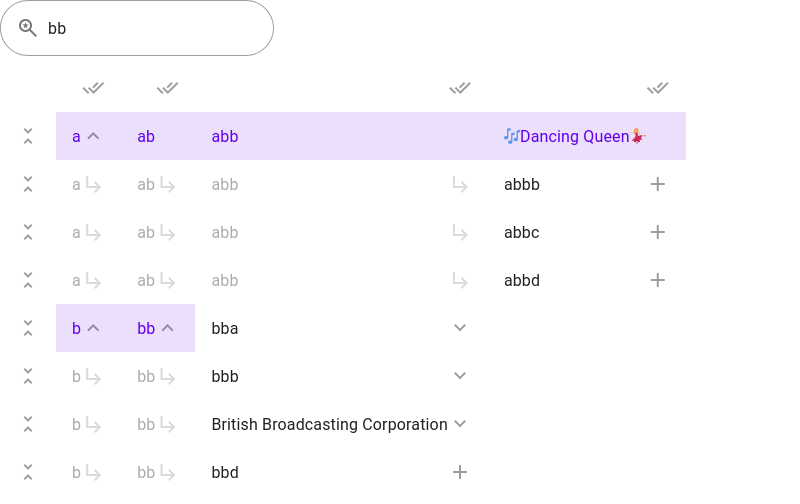 bb
a ab abb 🎶Dancing Queen💃
a ab abb abbb
a ab abb abbc
a ab abb abbd
b bb bba
b bb bbb
b bb British Broadcasting Corporation
b bb bbd